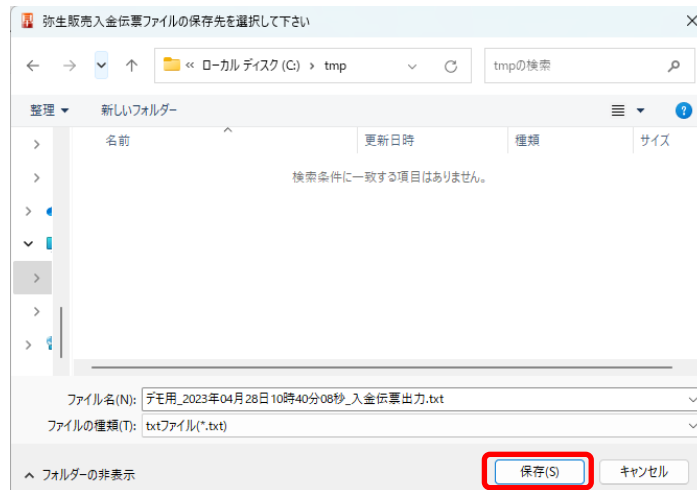 弥生販売入金伝票ファイルの保存先を選択して下さい
« ローカル ディスク (C:) › tmp
tmpの検索
整理 新しいフォルダー
名前 更新日時 種類 サイズ
検索条件に一致する項目はありません。
ファイル名(N): デモ用_2023年04月28日10時40分08秒_入金伝票出力.txt
ファイルの種類(T): txtファイル(*.txt)
フォルダーの非表示 保存(S) キャンセル